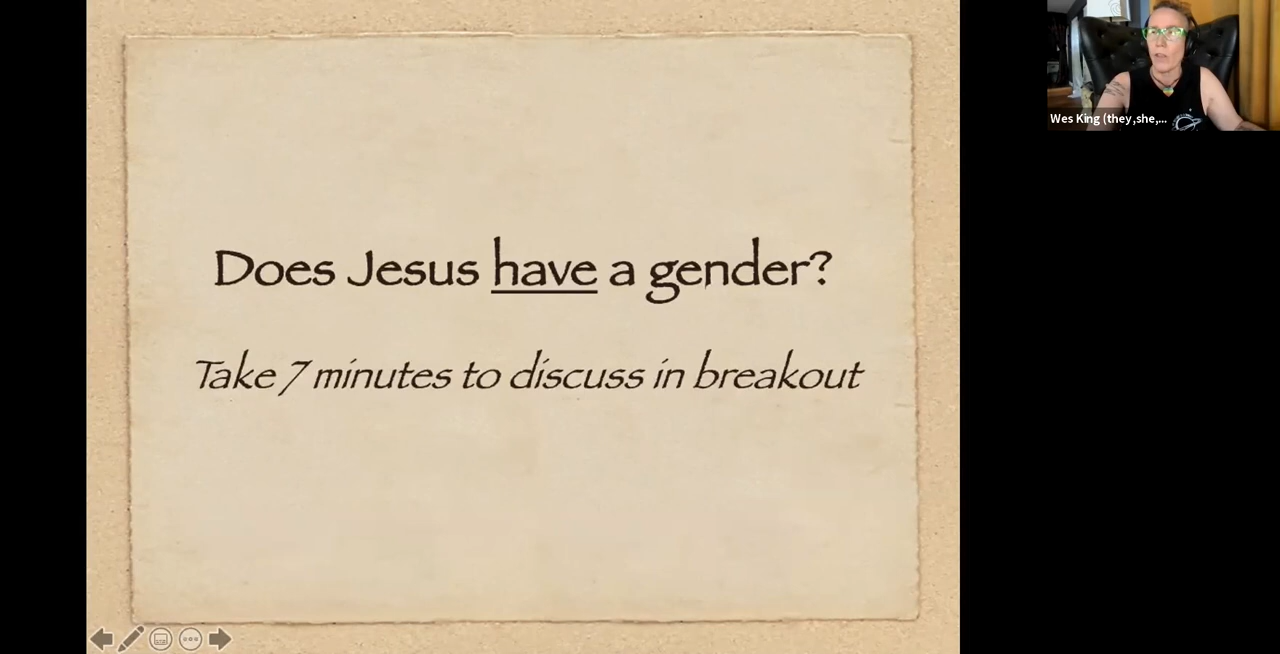 Does Jesus have a gender?
Take 7 minutes to discuss in breakout
Wes King (they,she,...